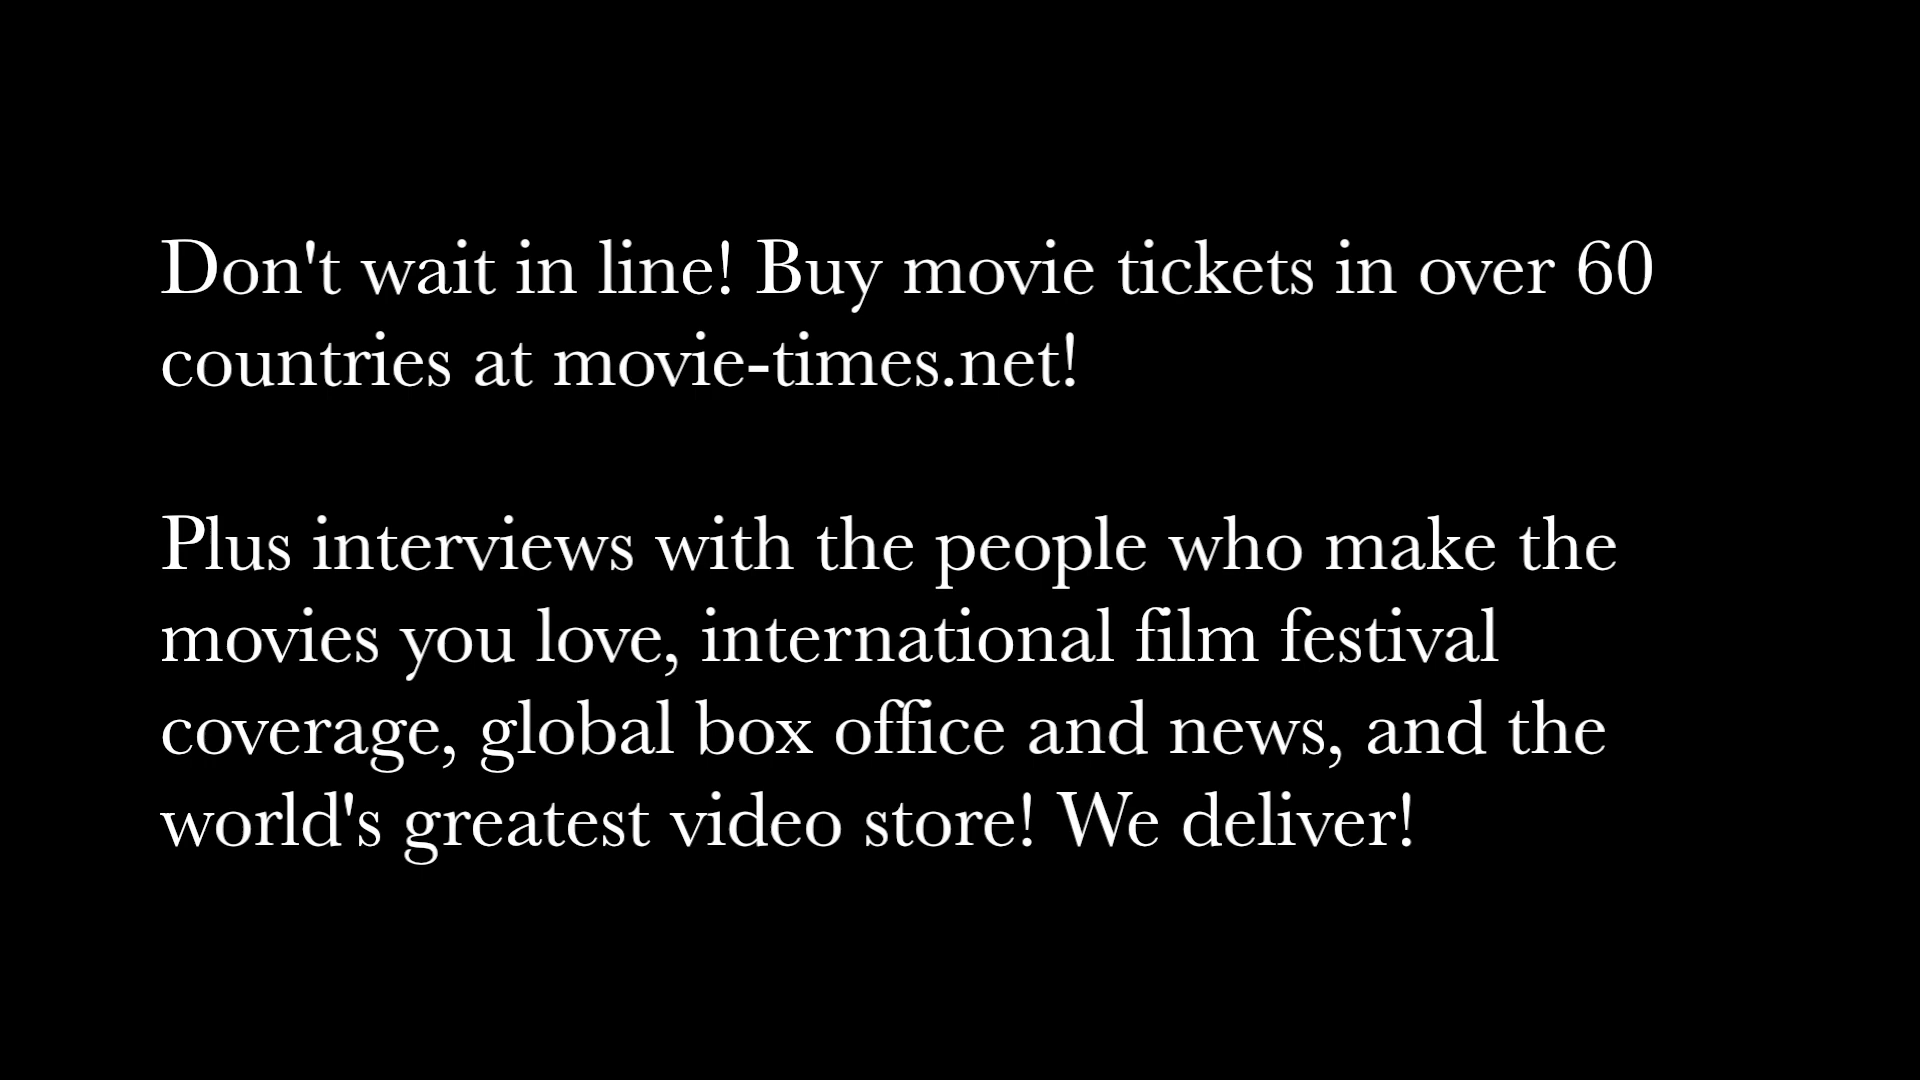 Don't wait in line! Buy movie tickets in over 60
countries at movie-times.net!
Plus interviews with the people who make the
movies you love, international film festival
coverage, global box office and news, and the
world's greatest video store! We deliver!